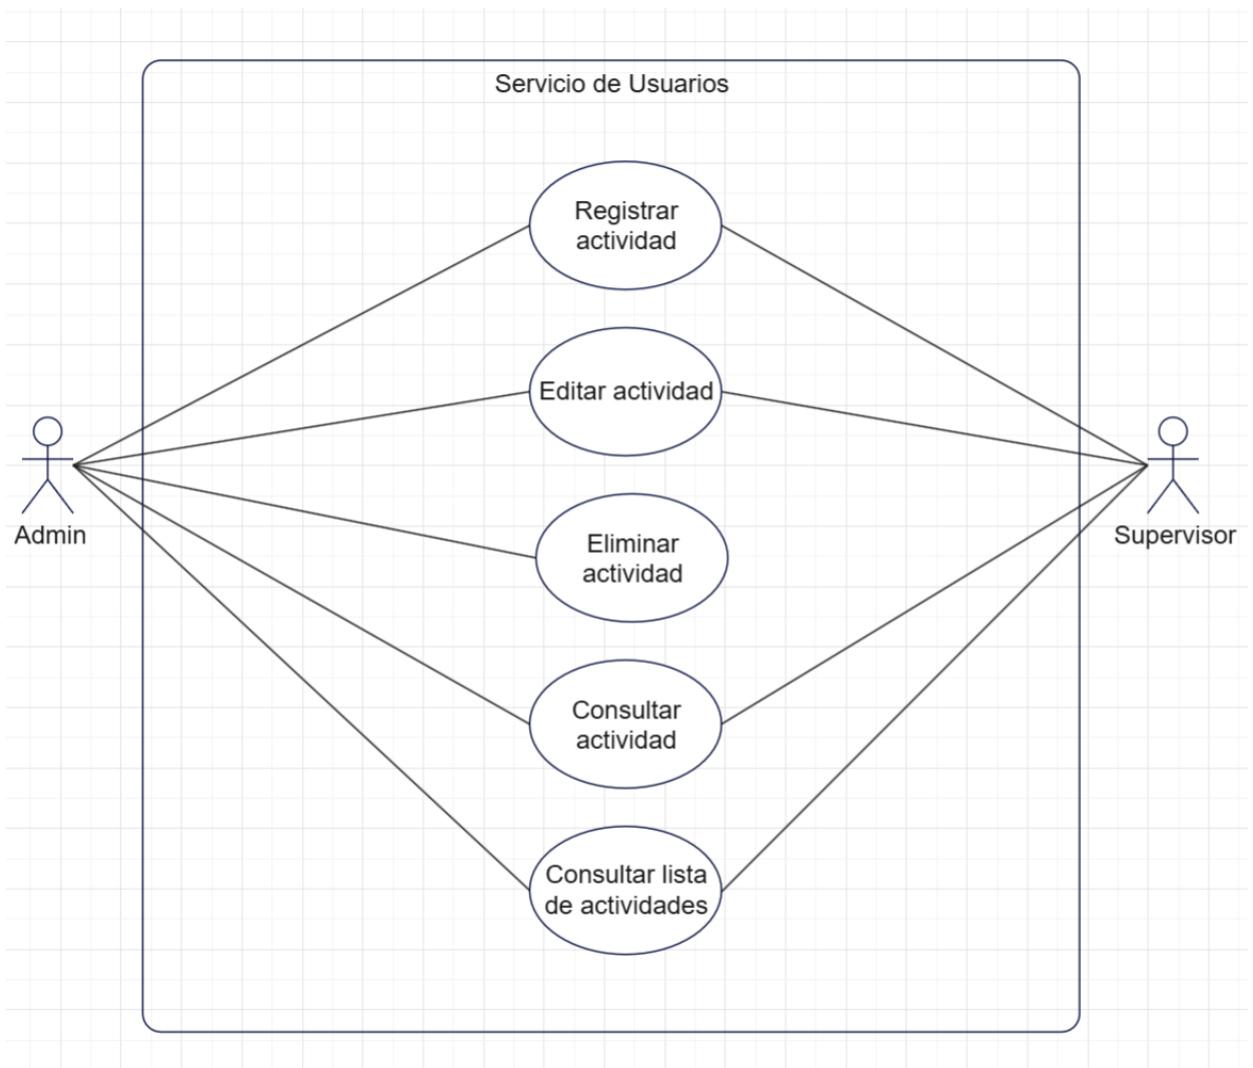 Servicio de Usuarios
Registrar
actividad
Editar actividad
Eliminar
actividad
Admin
Supervisor
Consultar
actividad
Consultar lista
de actividades